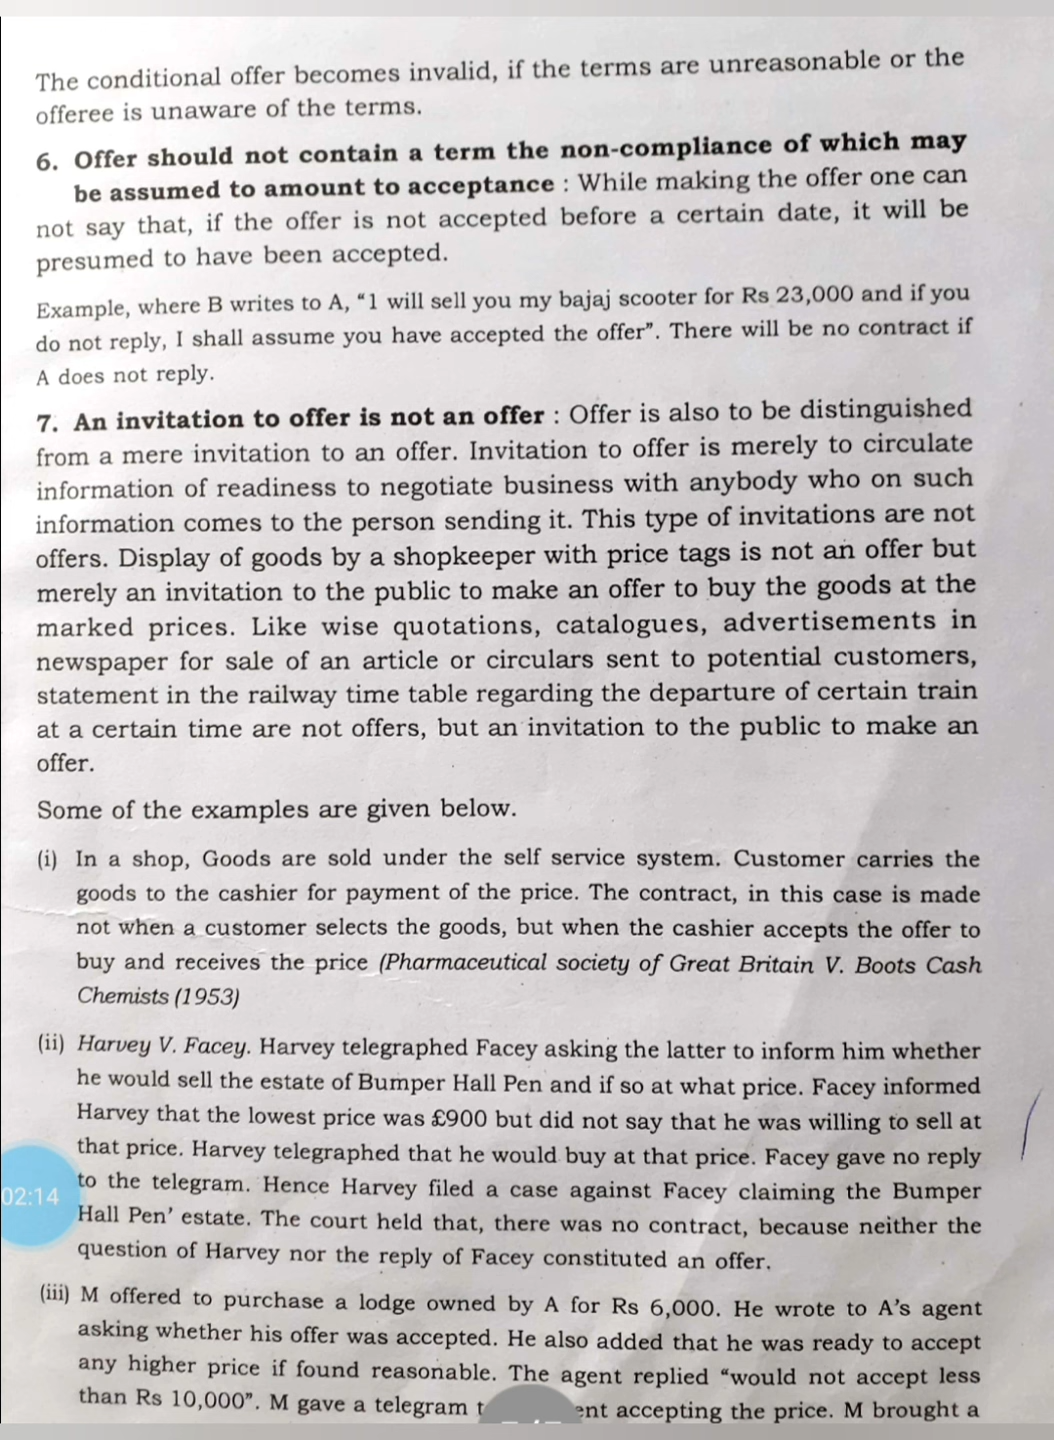 The conditional offer becomes invalid, if the terms are unreasonable or the
offeree is unaware of the terms.
6. Offer should not contain a term the non-compliance of which may
be assumed to amount to acceptance : While making the offer one can
not say that, if the offer is not accepted before a certain date, it will be
presumed to have been accepted.
Example, where B writes to A, “1 will sell you my bajaj scooter for Rs 23,000 and if you
do not reply, I shall assume you have accepted the offer”. There will be no contract if
A does not reply.
7. An invitation to offer is not an offer : Offer is also to be distinguished
from a mere invitation to an offer. Invitation to offer is merely to circulate
information of readiness to negotiate business with anybody who on such
information comes to the person sending it. This type of invitations are not
offers. Display of goods by a shopkeeper with price tags is not an offer but
merely an invitation to the public to make an offer to buy the goods at the
marked prices. Like wise quotations, catalogues, advertisements in
newspaper for sale of an article or circulars sent to potential customers,
statement in the railway time table regarding the departure of certain train
at a certain time are not offers, but an invitation to the public to make an
offer.
Some of the examples are given below.
(i) In a shop, Goods are sold under the self service system. Customer carries the
goods to the cashier for payment of the price. The contract, in this case is made
not when a customer selects the goods, but when the cashier accepts the offer to
buy and receives the price (Pharmaceutical society of Great Britain V. Boots Cash
Chemists (1953)
(ii) Harvey V. Facey. Harvey telegraphed Facey asking the latter to inform him whether
he would sell the estate of Bumper Hall Pen and if so at what price. Facey informed
Harvey that the lowest price was £900 but did not say that he was willing to sell at
that price. Harvey telegraphed that he would buy at that price. Facey gave no reply
02:14 to the telegram. Hence Harvey filed a case against Facey claiming the Bumper
Hall Pen’ estate. The court held that, there was no contract, because neither the
question of Harvey nor the reply of Facey constituted an offer.
(iii) M offered to purchase a lodge owned by A for Rs 6,000. He wrote to A’s agent
asking whether his offer was accepted. He also added that he was ready to accept
any higher price if found reasonable. The agent replied “would not accept less
than Rs 10,000”. M gave a telegram accepting the price. M brought a